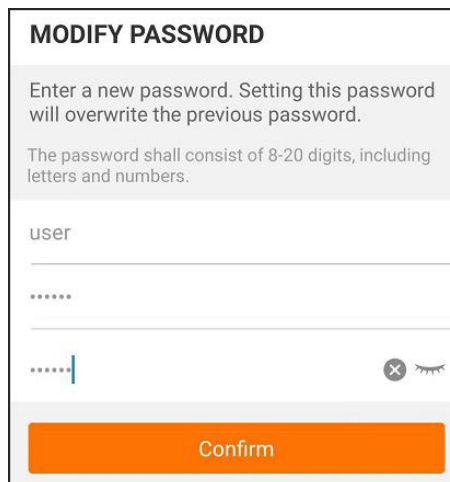 MODIFY PASSWORD
Enter a new password. Setting this password
will overwrite the previous password.
The password shall consist of 8-20 digits, including
letters and numbers.
user
••••••
••••••
Confirm